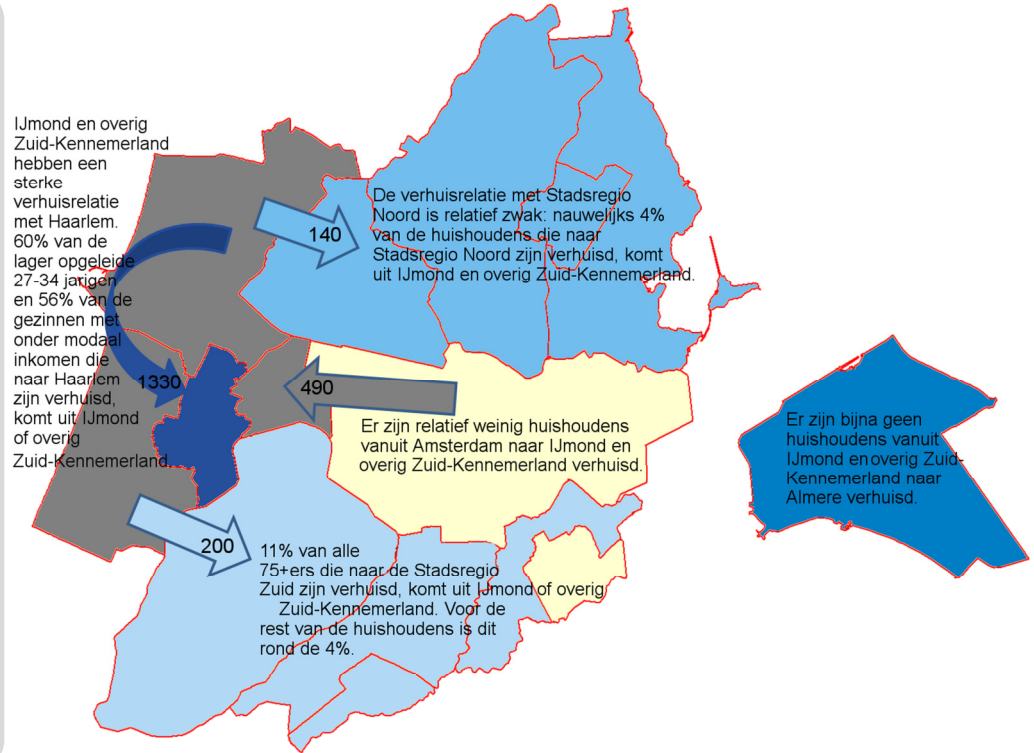 IJmond en overig
Zuid-Kennemerland
hebben een
sterke
verhuisrelatie
met Haarlem.
60% van de
lager opgeleide
27-34 jarigen
en 56% van de
gezinnen met
onder modaal
inkomen die
naar Haarlem
zijn verhuisd,
komt uit IJmond
of overig
Zuid-Kennemerland.
De verhuisrelatie met Stadsregio
Noord is relatief zwak: nauwelijks 4%
van de huishoudens die naar
Stadsregio Noord zijn verhuisd, komt
uit IJmond en overig Zuid-Kennemerland.
140
1330
490
Er zijn relatief weinig huishoudens
vanuit Amsterdam naar IJmond en
overig Zuid-Kennemerland verhuisd.
Er zijn bijna geen
huishoudens vanuit
IJmond en overig Zuid-
Kennemerland naar
Almere verhuisd.
200
11% van alle
75+ers die naar de Stadsregio
Zuid zijn verhuisd, komt uit IJmond of overig
Zuid-Kennemerland. Voor de
rest van de huishoudens is dit
rond de 4%.